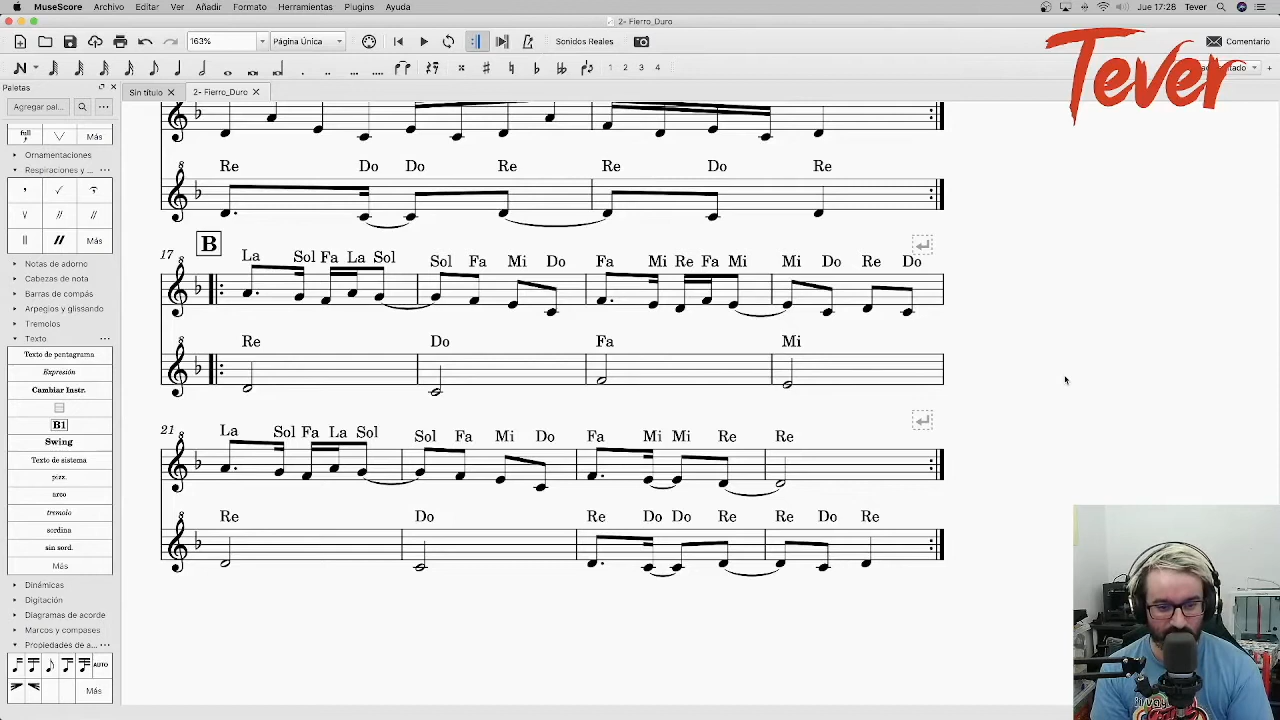 MuseScore Archivo Editar Ver Añadir Formato Herramientas Plugins Ayuda Jue 17:28 Tever
2- Fierro_Duro
163% Página Única Sonidos Reales Comentario
1 2 3 4
Tever
Paletas
Sin título 2- Fierro_Duro
Agregar pal...
Más
Ornamentaciones
Respiraciones y ...
Más
Notas de adorno
Cabezas de nota
Barras de compás
Arpegios y glissado
Tremolos
Texto
Texto de pentagrama
Expresión
Cambiar Instr.
B1
Swing
Texto de sistema
pizz.
arco
tremolo
sordina
sin sord.
Más
Dinámicas
Digitación
Diagramas de acorde
Marcos y compases
Propiedades de a...
AUTO
Más
Re Do Do Re Re Do Re
B
17 La Sol Fa La Sol Sol Fa Mi Do Fa Mi Re Fa Mi Mi Do Re Do
Re Do Fa Mi
21 La Sol Fa La Sol Sol Fa Mi Do Fa Mi Mi Re Re
Re Do Re Do Do Re Re Do Re